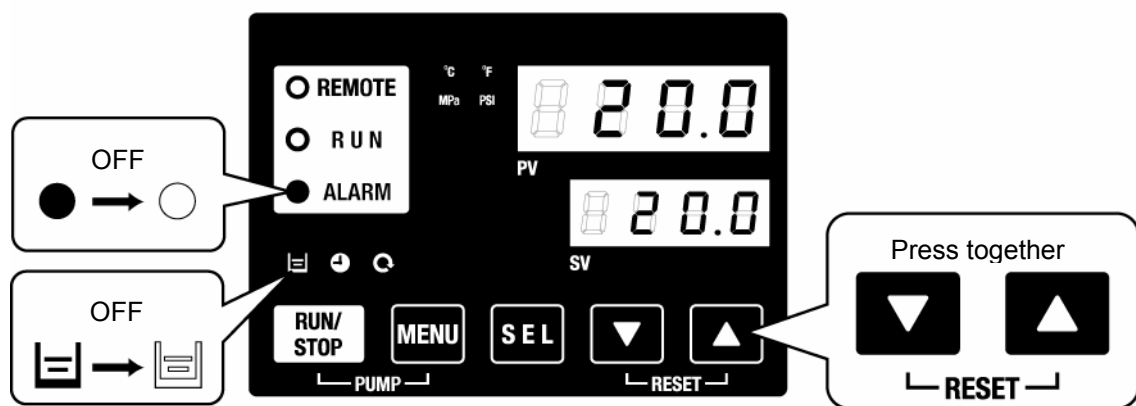 OFF
OFF
REMOTE
RUN
ALARM
°C °F
MPa PSI
20.0
PV
20.0
SV
RUN/
STOP
MENU
SEL
PUMP
RESET
Press together
RESET